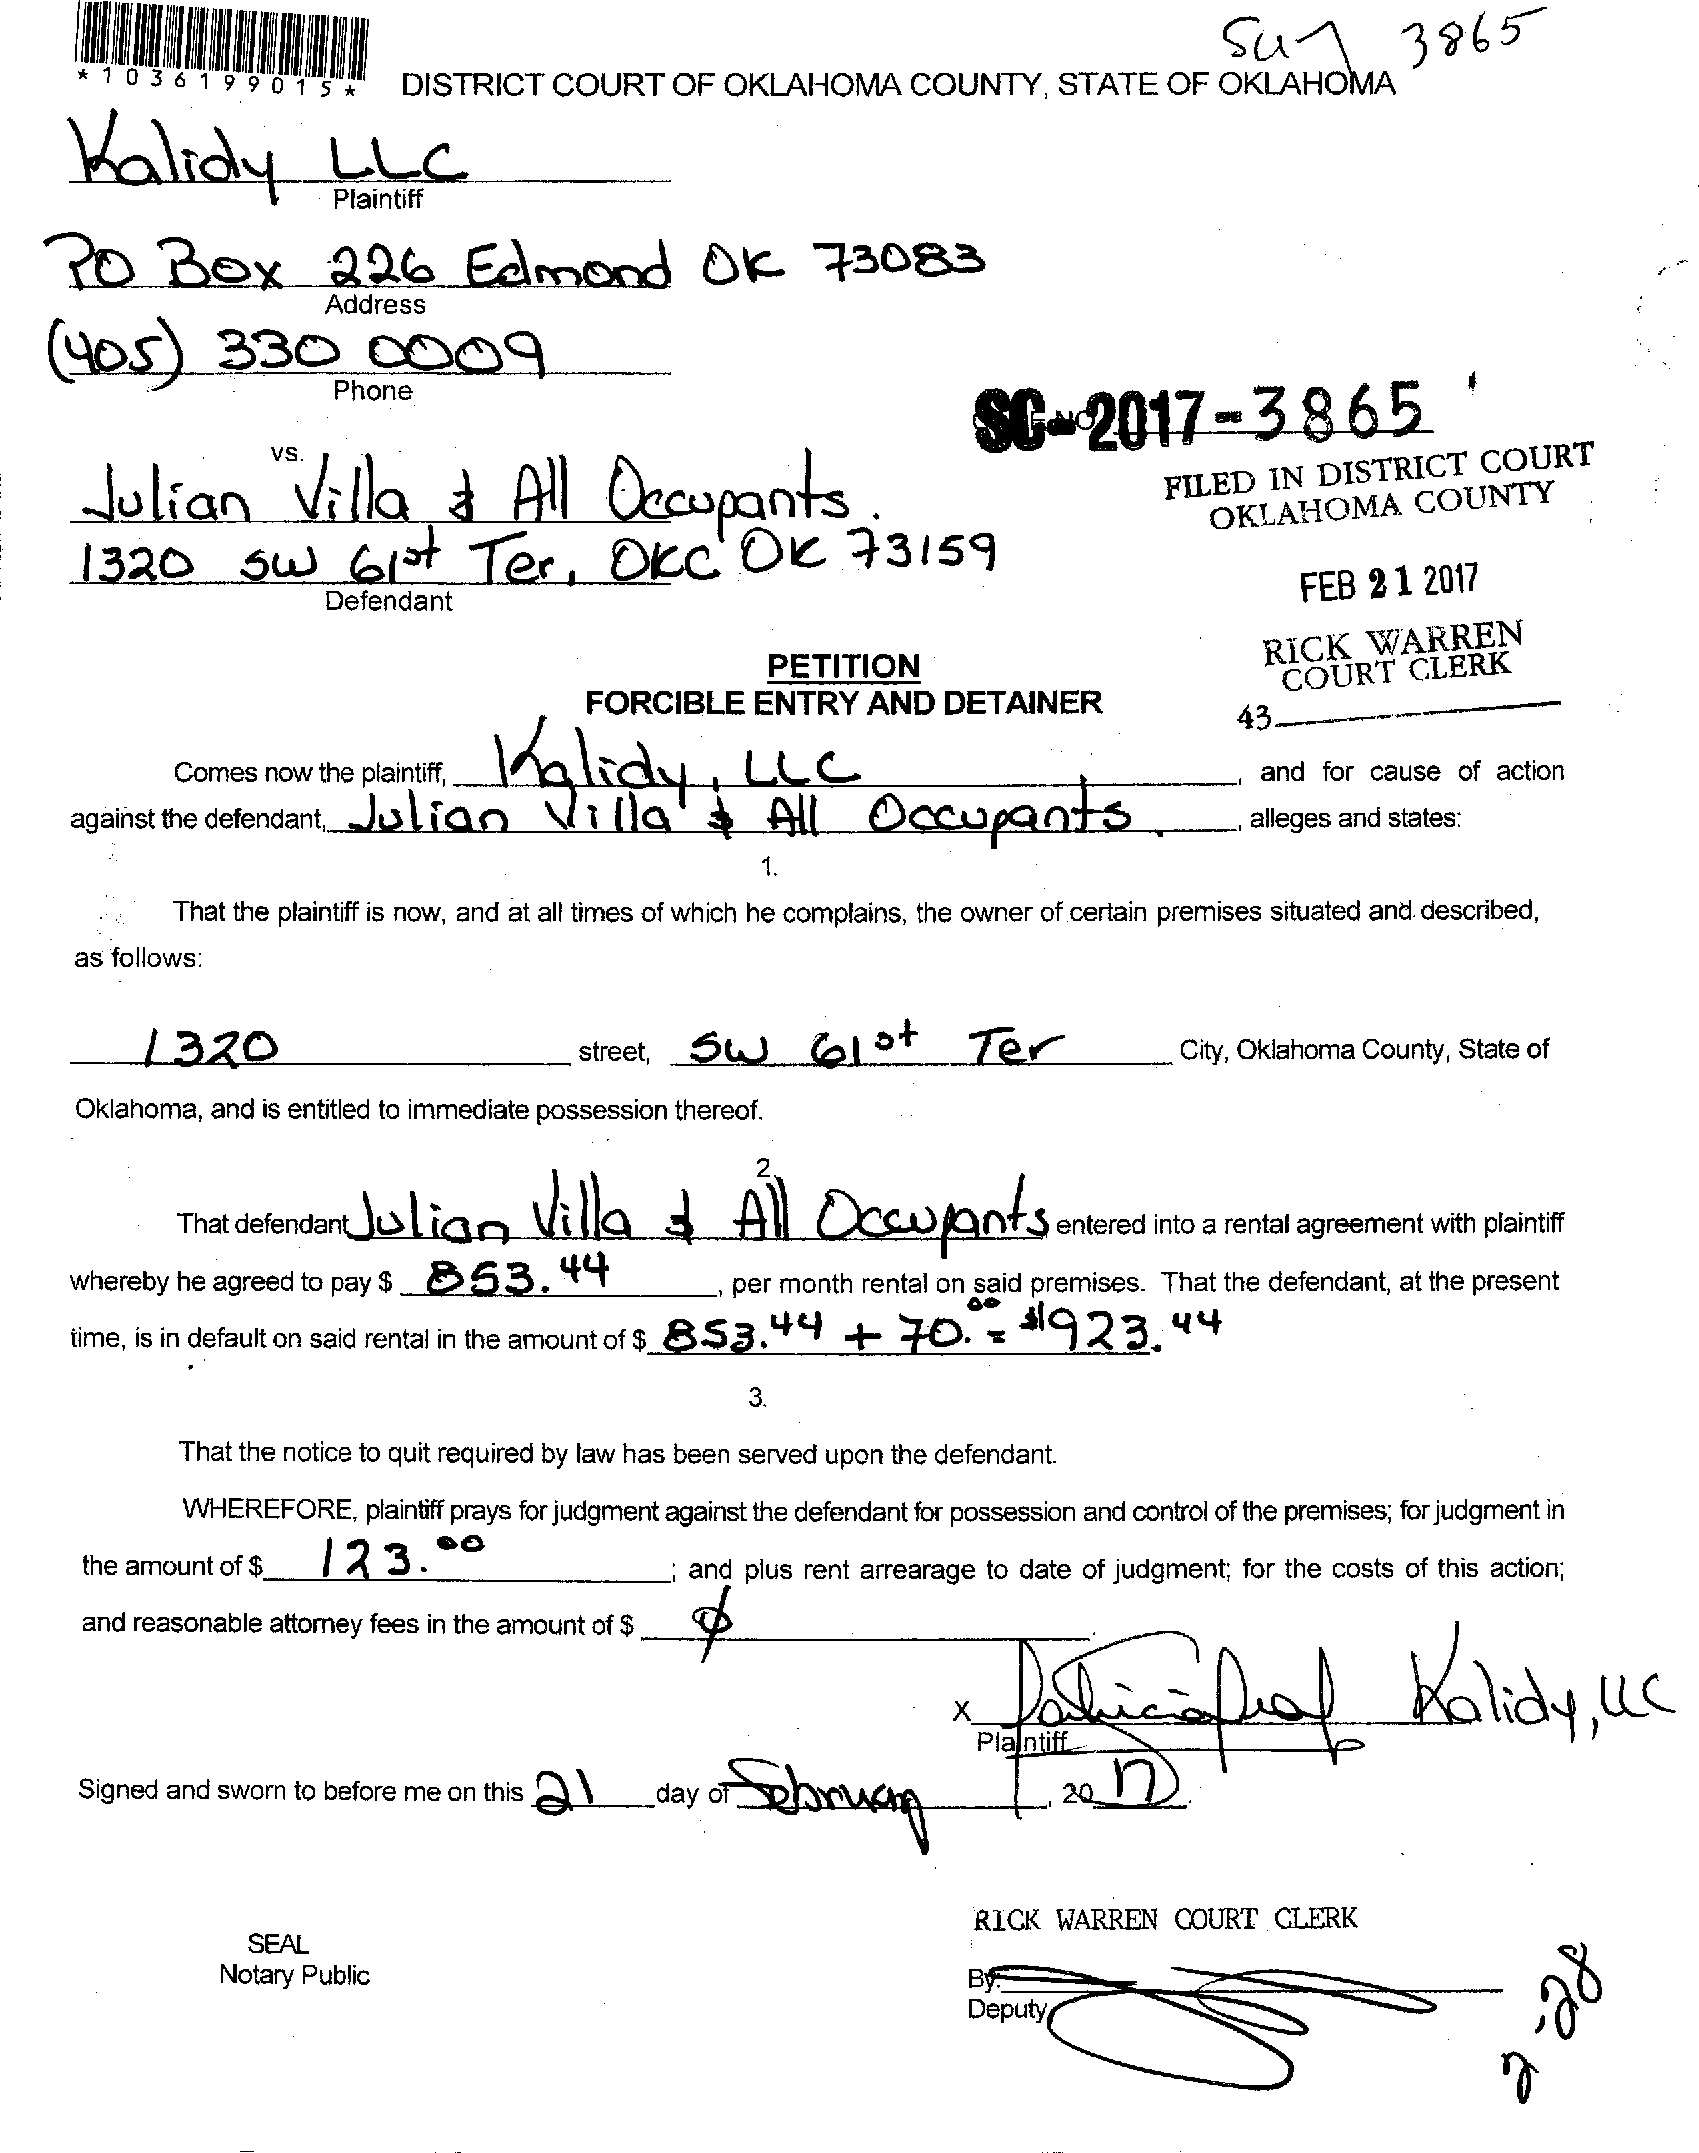 3865
*1036199015*
DISTRICT COURT OF OKLAHOMA COUNTY, STATE OF OKLAHOMA
Kalidy LLC
Plaintiff
PO Box 226 Edmond OK 73083
Address
(405) 330 0009
Phone
SC-2017-3865
vs.
FILED IN DISTRICT COURT
OKLAHOMA COUNTY
Julian Villa & All Occupants.
1320 SW 61st Ter, OKC OK 73159
Defendant
FEB 21 2017
RICK WARREN
COURT CLERK
43
PETITION
FORCIBLE ENTRY AND DETAINER
Comes now the plaintiff, Kalidy, LLC, and for cause of action
against the defendant, Julian Villa & All Occupants, alleges and states:
1.
That the plaintiff is now, and at all times of which he complains, the owner of certain premises situated and described,
as follows:
1320 street, SW 61st Ter City, Oklahoma County, State of
Oklahoma, and is entitled to immediate possession thereof.
2.
That defendant Julian Villa & All Occupants entered into a rental agreement with plaintiff
whereby he agreed to pay $ 853.44, per month rental on said premises. That the defendant, at the present
time, is in default on said rental in the amount of $ 853.44 + 70.00 = $923.44
3.
That the notice to quit required by law has been served upon the defendant.
WHEREFORE, plaintiff prays for judgment against the defendant for possession and control of the premises; for judgment in
the amount of $ 123.00; and plus rent arrearage to date of judgment; for the costs of this action;
and reasonable attorney fees in the amount of $ ϕ
X Kalidy, LLC
Plaintiff
Signed and sworn to before me on this 21 day of February, 2017.
RICK WARREN COURT CLERK
SEAL
Notary Public
By:
Deputy
2.28